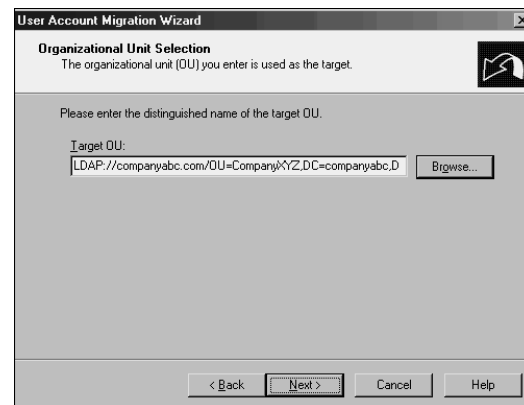 User Account Migration Wizard
Organizational Unit Selection
The organizational unit (OU) you enter is used as the target.
Please enter the distinguished name of the target OU.
Target OU:
LDAP://companyabc.com/OU=CompanyXYZ,DC=companyabc,D
Browse...
< Back
Next >
Cancel
Help